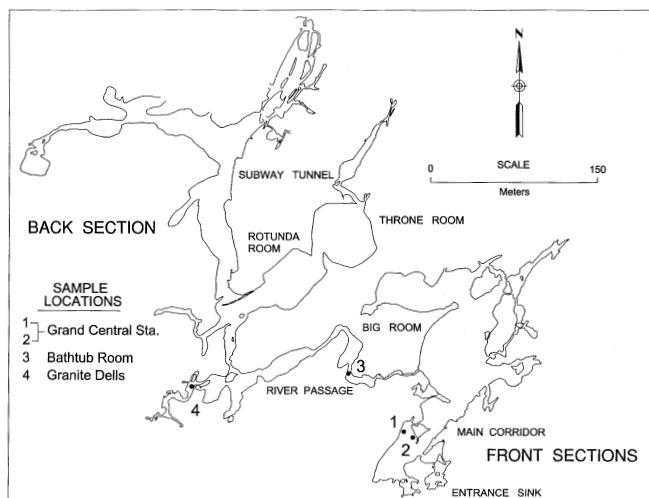 N
0
SCALE
150
Meters
SUBWAY TUNNEL
THRONE ROOM
BACK SECTION
ROTUNDA
ROOM
SAMPLE
LOCATIONS
1
2
Grand Central Sta.
3 Bathtub Room
4 Granite Dells
BIG ROOM
3
RIVER PASSAGE
4
1
2
MAIN CORRIDOR
FRONT SECTIONS
ENTRANCE SINK